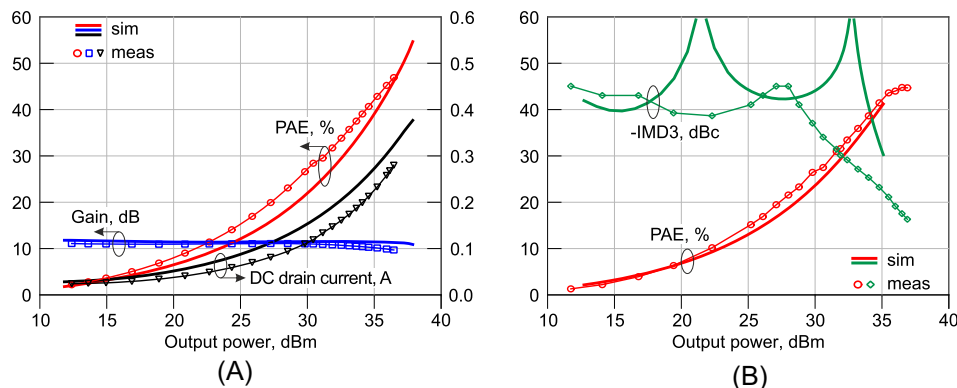 60
50
40
30
20
10
0
0.6
0.5
0.4
0.3
0.2
0.1
0.0
sim
meas
PAE, %
Gain, dB
DC drain current, A
10 15 20 25 30 35 40
Output power, dBm
(A)
60
50
40
30
20
10
0
-IMD3, dBc
PAE, %
sim
meas
10 15 20 25 30 35 40
Output power, dBm
(B)